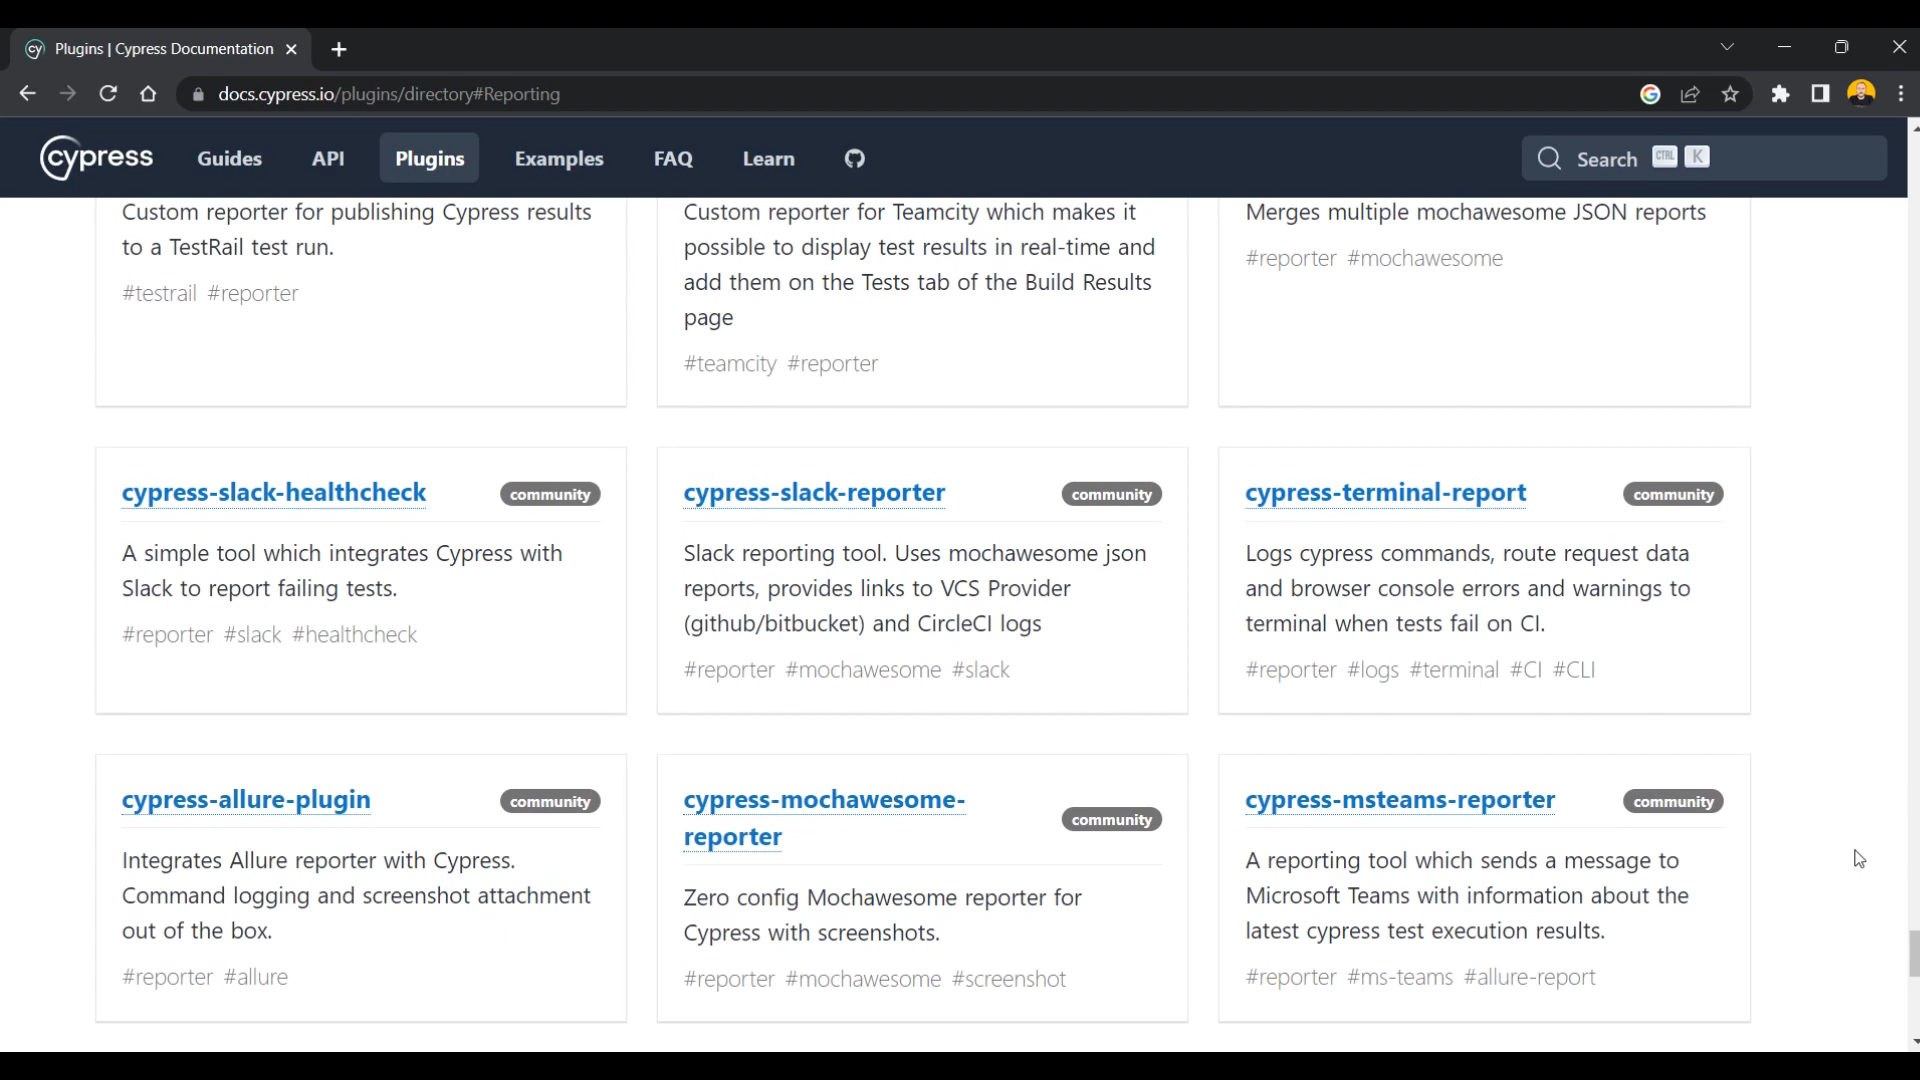 Plugins | Cypress Documentation
docs.cypress.io/plugins/directory#Reporting
cypress
Guides
API
Plugins
Examples
FAQ
Learn
Search
CTRL
K
Custom reporter for publishing Cypress results
to a TestRail test run.
#testrail #reporter
Custom reporter for Teamcity which makes it
possible to display test results in real-time and
add them on the Tests tab of the Build Results
page
#teamcity #reporter
Merges multiple mochawesome JSON reports
#reporter #mochawesome
cypress-slack-healthcheck
community
A simple tool which integrates Cypress with
Slack to report failing tests.
#reporter #slack #healthcheck
cypress-slack-reporter
community
Slack reporting tool. Uses mochawesome json
reports, provides links to VCS Provider
(github/bitbucket) and CircleCI logs
#reporter #mochawesome #slack
cypress-terminal-report
community
Logs cypress commands, route request data
and browser console errors and warnings to
terminal when tests fail on CI.
#reporter #logs #terminal #CI #CLI
cypress-allure-plugin
community
Integrates Allure reporter with Cypress.
Command logging and screenshot attachment
out of the box.
#reporter #allure
cypress-mochawesome-
reporter
community
Zero config Mochawesome reporter for
Cypress with screenshots.
#reporter #mochawesome #screenshot
cypress-msteams-reporter
community
A reporting tool which sends a message to
Microsoft Teams with information about the
latest cypress test execution results.
#reporter #ms-teams #allure-report